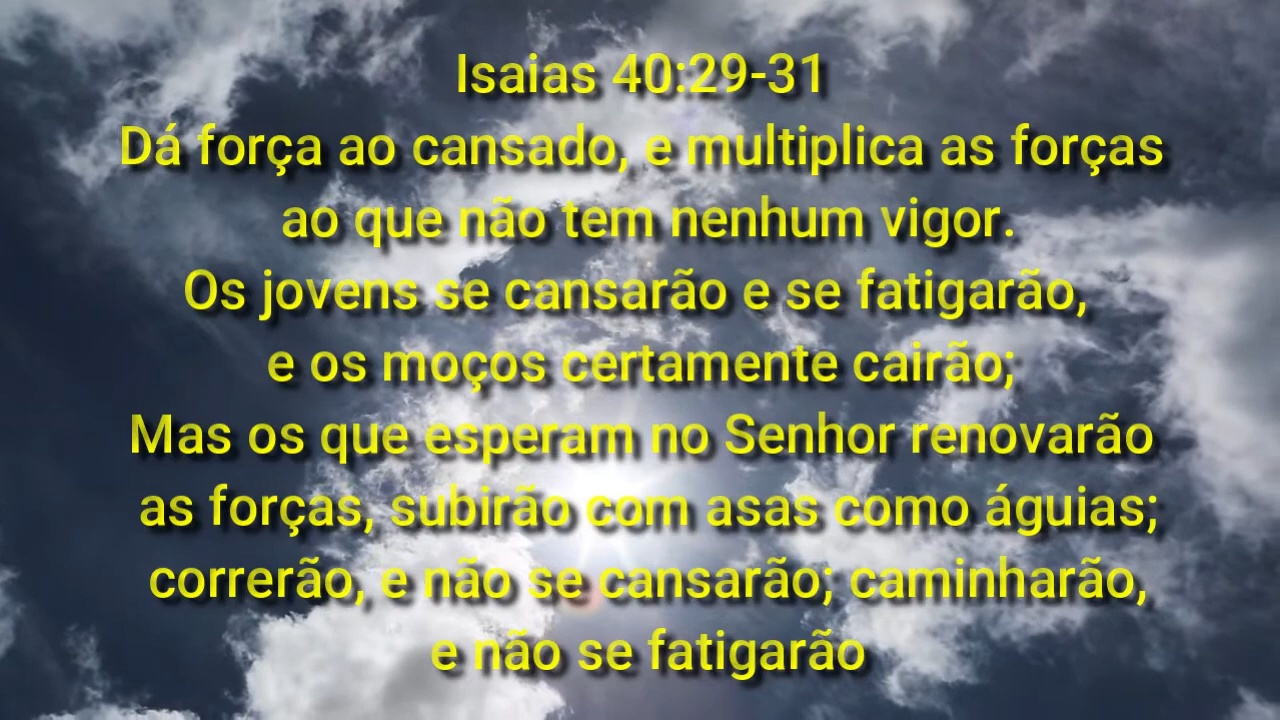 Isaias 40:29-31
Dá força ao cansado, e multiplica as forças
ao que não tem nenhum vigor.
Os jovens se cansarão e se fatigarão,
e os moços certamente cairão;
Mas os que esperam no Senhor renovarão
as forças, subirão com asas como águias;
correrão, e não se cansarão; caminharão,
e não se fatigarão